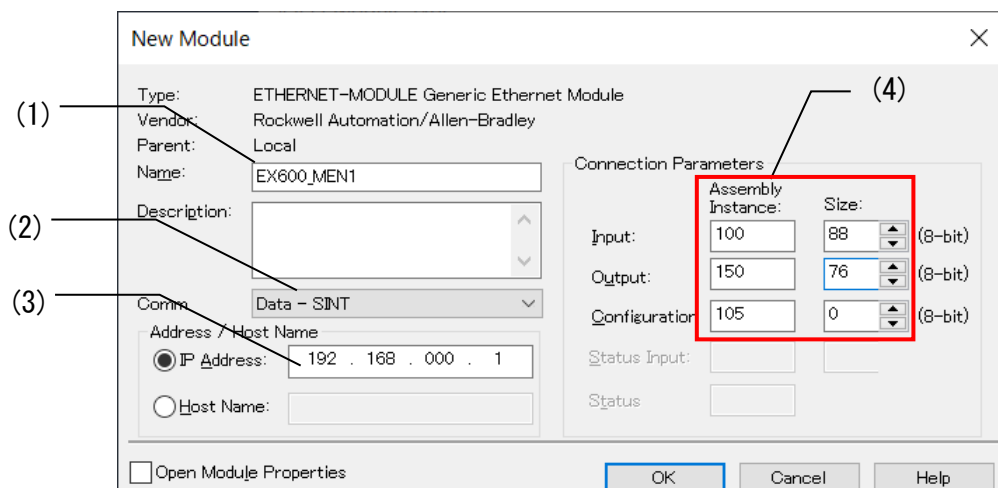 New Module
Type: ETHERNET-MODULE Generic Ethernet Module
Vendor: Rockwell Automation/Allen-Bradley
Parent: Local
Name: EX600_MEN1
Description:
Comm Data - SINT
Address / Host Name
IP Address: 192 . 168 . 000 . 1
Host Name:
Connection Parameters
Assembly
Instance: Size:
Input: 100 88 (8-bit)
Output: 150 76 (8-bit)
Configuration 105 0 (8-bit)
Status Input:
Status
Open Module Properties
OK Cancel Help
(1)
(2)
(3)
(4)